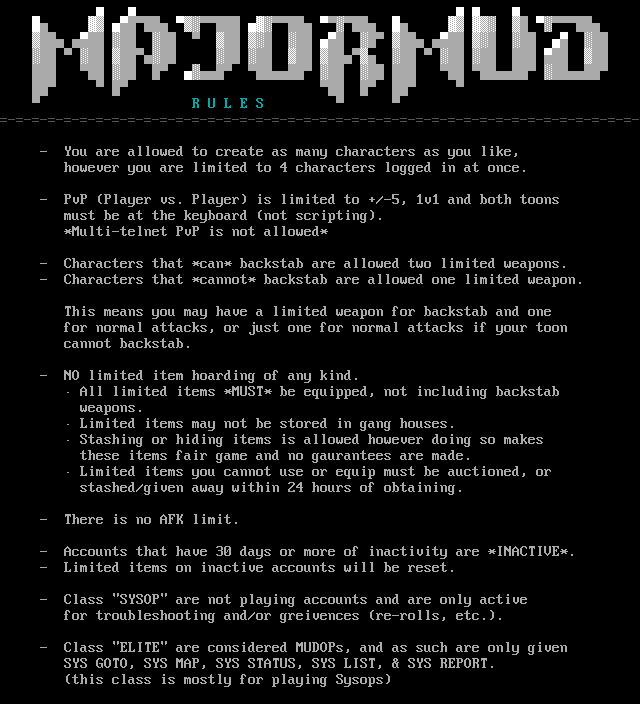 MAJORMUD
RULES
=-=-=-=-=-=-=-=-=-=-=-=-=-=-=-=-=-=-=-=-=-=-=-=-=-=-=-=-=-=-=-=-=-=-=-=-=-=-=-=-
- You are allowed to create as many characters as you like,
however you are limited to 4 characters logged in at once.
- PvP (Player vs. Player) is limited to +/-5, 1v1 and both toons
must be at the keyboard (not scripting).
*Multi-telnet PvP is not allowed*
- Characters that *can* backstab are allowed two limited weapons.
- Characters that *cannot* backstab are allowed one limited weapon.
This means you may have a limited weapon for backstab and one
for normal attacks, or just one for normal attacks if your toon
cannot backstab.
- NO limited item hoarding of any kind.
· All limited items *MUST* be equipped, not including backstab
weapons.
· Limited items may not be stored in gang houses.
· Stashing or hiding items is allowed however doing so makes
these items fair game and no gaurantees are made.
· Limited items you cannot use or equip must be auctioned, or
stashed/given away within 24 hours of obtaining.
- There is no AFK limit.
- Accounts that have 30 days or more of inactivity are *INACTIVE*.
- Limited items on inactive accounts will be reset.
- Class "SYSOP" are not playing accounts and are only active
for troubleshooting and/or greivences (re-rolls, etc.).
- Class "ELITE" are considered MUDOPs, and as such are only given
SYS GOTO, SYS MAP, SYS STATUS, SYS LIST, & SYS REPORT.
(this class is mostly for playing Sysops)